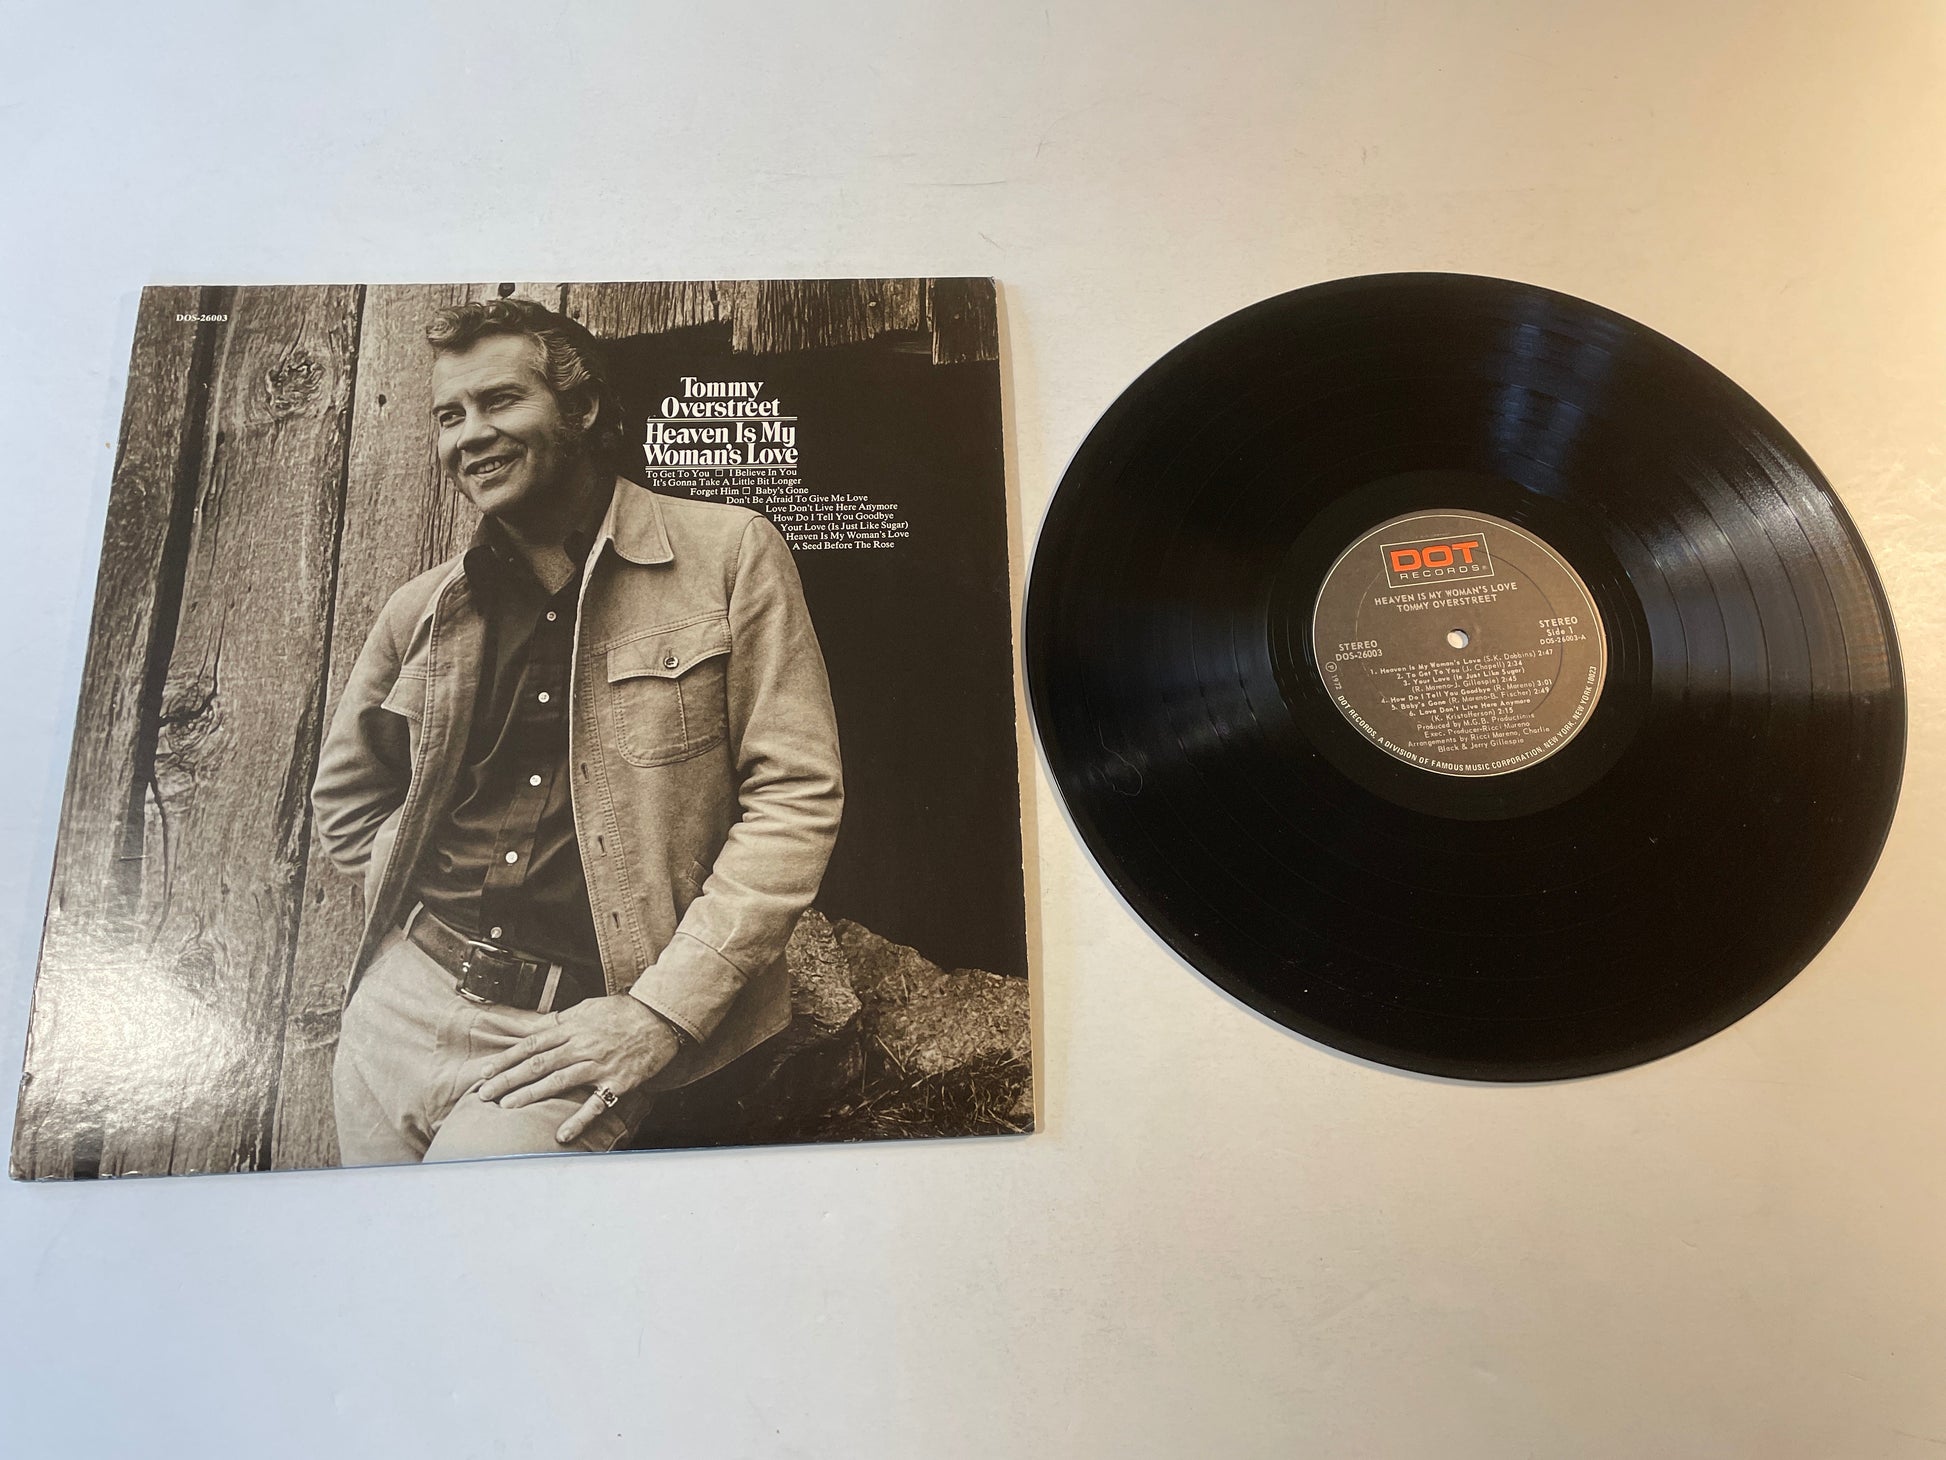 DOS-26003
Tommy
Overstreet
Heaven Is My
Woman's Love
To Get To You □ I Believe In You
It's Gonna Take A Little Bit Longer
Forget Him □ Baby's Gone
Don't Be Afraid To Give Me Love
Love Don't Live Here Anymore
How Do I Tell You Goodbye
Your Love (Is Just Like Sugar)
Heaven Is My Woman's Love
A Seed Before The Rose
DOT
RECORDS®
HEAVEN IS MY WOMAN'S LOVE
TOMMY OVERSTREET
STEREO
DOS-26003
STEREO
Side 1
DOS-26003-A
1. Heaven Is My Woman's Love (S.K. Dobbins) 2:47
2. To Get To You (J. Chapell) 2:34
3. Your Love (Is Just Like Sugar)
(R. Mareno-J. Gillespie) 2:45
4. How Do I Tell You Goodbye (R. Mareno) 3:01
5. Baby's Gone (R. Mareno-B. Fischer) 2:49
6. Love Don't Live Here Anymore
(K. Kristofferson) 2:15
Produced by M.G.B. Productions
Exec. Producer-Ricci Mareno
Arrangements by Ricci Mareno, Charlie
Black & Jerry Gillespie
℗ 1972 DOT RECORDS, A DIVISION OF FAMOUS MUSIC CORPORATION, NEW YORK, NEW YORK 10023